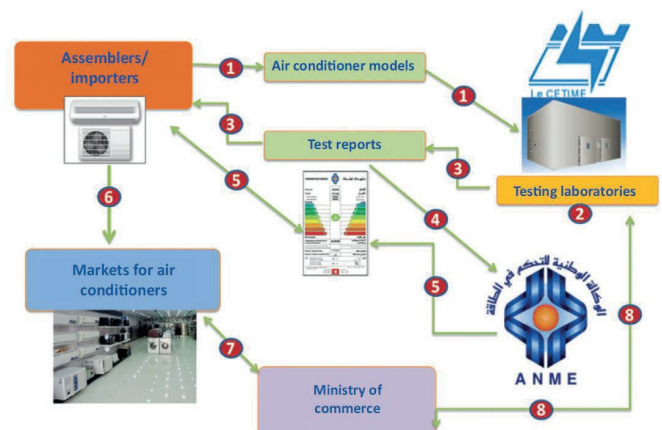 Assemblers/
importers
1
Air conditioner models
1
Le CETIME
3
Test reports
3
Testing laboratories
2
5
4
6
Markets for air
conditioners
5
الوكالة الوطنية للتحكم في الطاقة
ANME
8
7
Ministry of
commerce
8